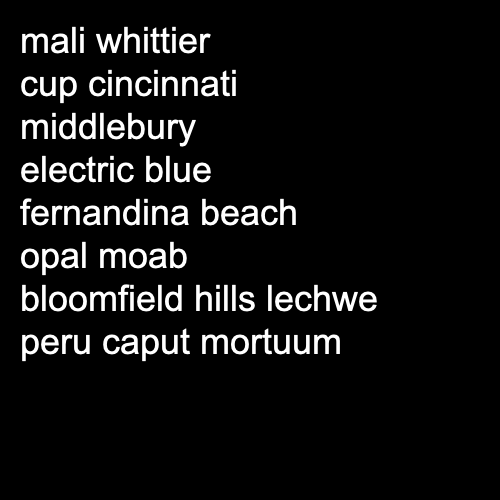 mali whittier
cup cincinnati
middlebury
electric blue
fernandina beach
opal moab
bloomfield hills lechwe
peru caput mortuum